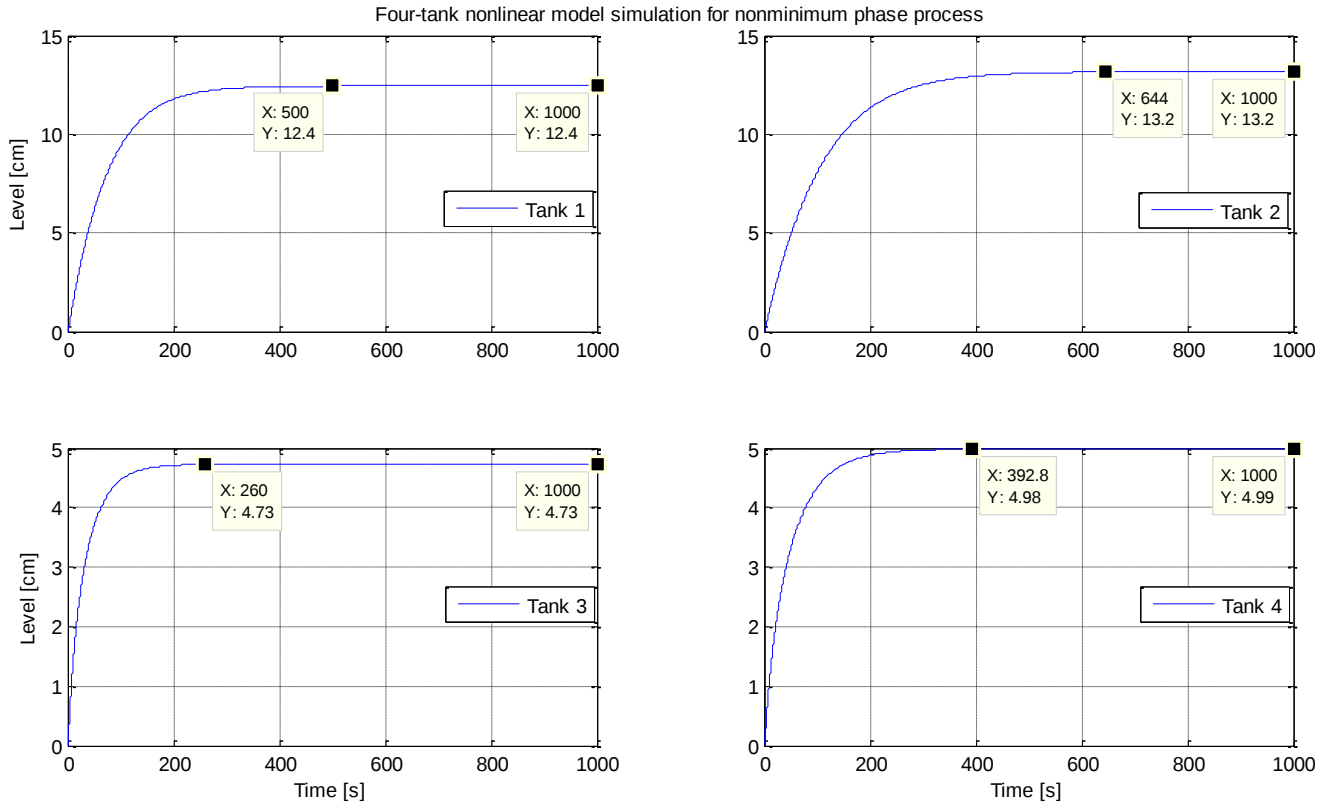 Four-tank nonlinear model simulation for nonminimum phase process
15
10
5
0
Level [cm]
X: 500
Y: 12.4
X: 1000
Y: 12.4
Tank 1
0 200 400 600 800 1000
15
10
5
0
X: 644
Y: 13.2
X: 1000
Y: 13.2
Tank 2
0 200 400 600 800 1000
5
4
3
2
1
0
Level [cm]
X: 260
Y: 4.73
X: 1000
Y: 4.73
Tank 3
0 200 400 600 800 1000
Time [s]
5
4
3
2
1
0
X: 392.8
Y: 4.98
X: 1000
Y: 4.99
Tank 4
0 200 400 600 800 1000
Time [s]